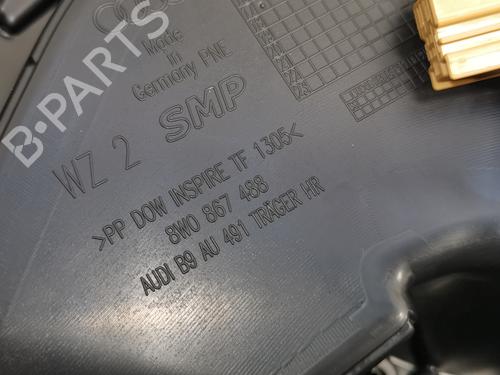 B-PARTS
Made
in
Germany PNE
WZ 2 SMP
>PP DOW INSPIRE TF 1305<
8W0 867 488
AUDI B9 AU 491 TRÄGER HR